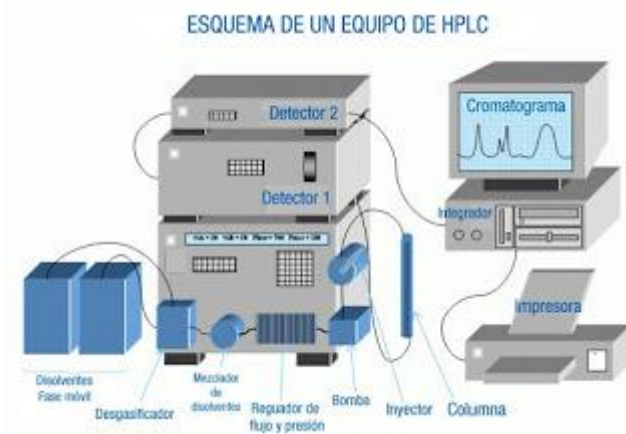 ESQUEMA DE UN EQUIPO DE HPLC
Detector 2
Cromatograma
Detector 1
Integrador
Impresora
Disolventes
Fase móvil
Desgasificador
Mezclador
de
disolventes
Reguador de
flujo y presión
Bomba
Inyector
Columna